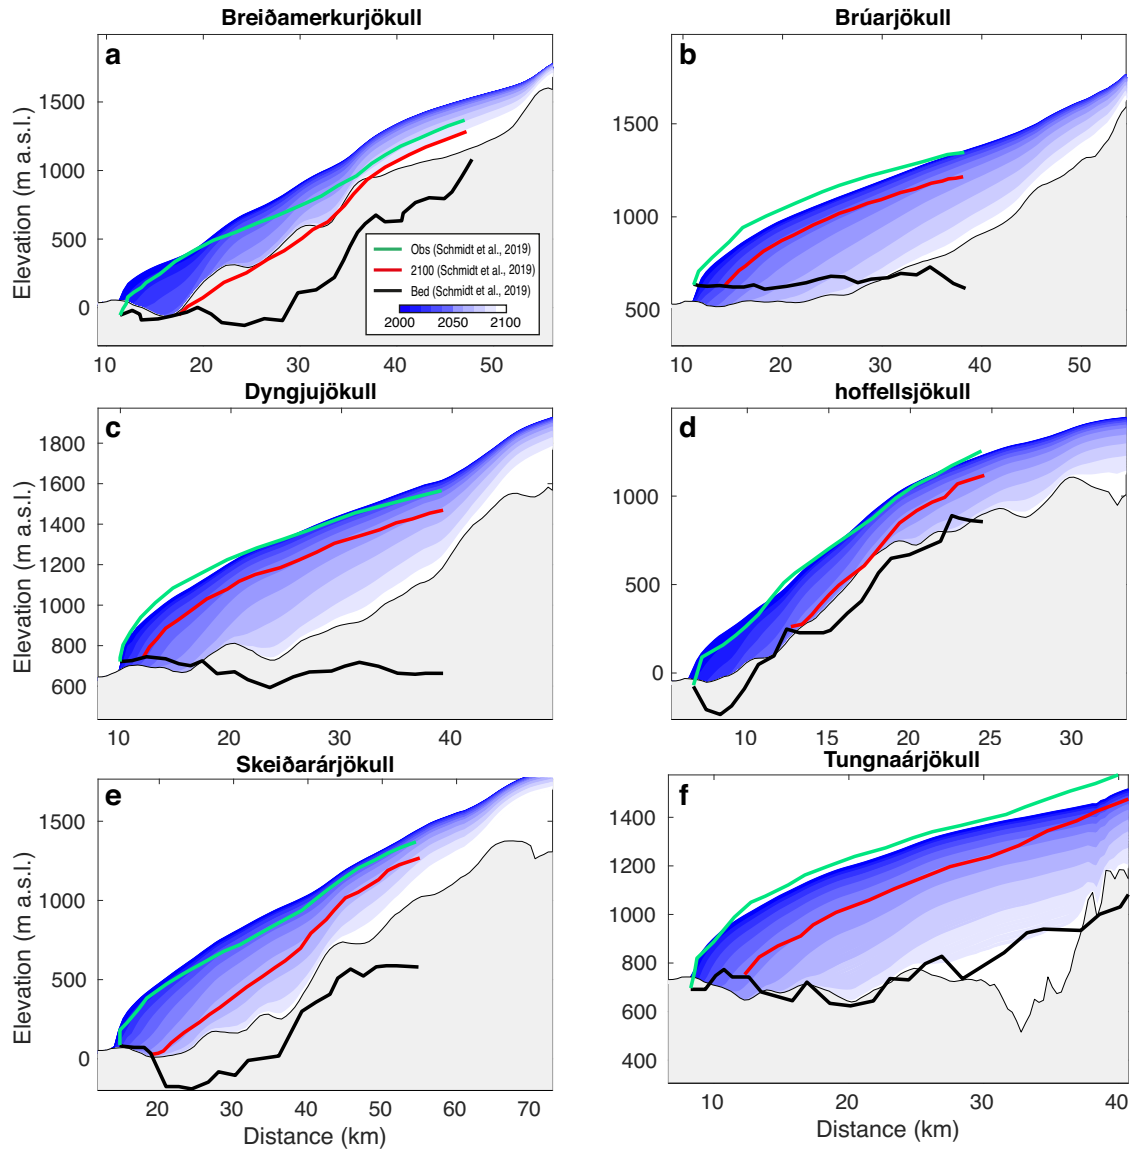 Breiðamerkurjökull
a
Elevation (m a.s.l.)
1500
1000
500
0
Obs (Schmidt et al., 2019)
2100 (Schmidt et al., 2019)
Bed (Schmidt et al., 2019)
2000 2050 2100
10 20 30 40 50
Brúarjökull
b
1500
1000
500
10 20 30 40 50
Dyngjujökull
c
Elevation (m a.s.l.)
1800
1600
1400
1200
1000
800
600
10 20 30 40
hoffellsjökull
d
1000
500
0
10 15 20 25 30
Skeiðarárjökull
e
Elevation (m a.s.l.)
1500
1000
500
0
20 30 40 50 60 70
Distance (km)
Tungnaárjökull
f
1400
1200
1000
800
600
400
10 20 30 40
Distance (km)